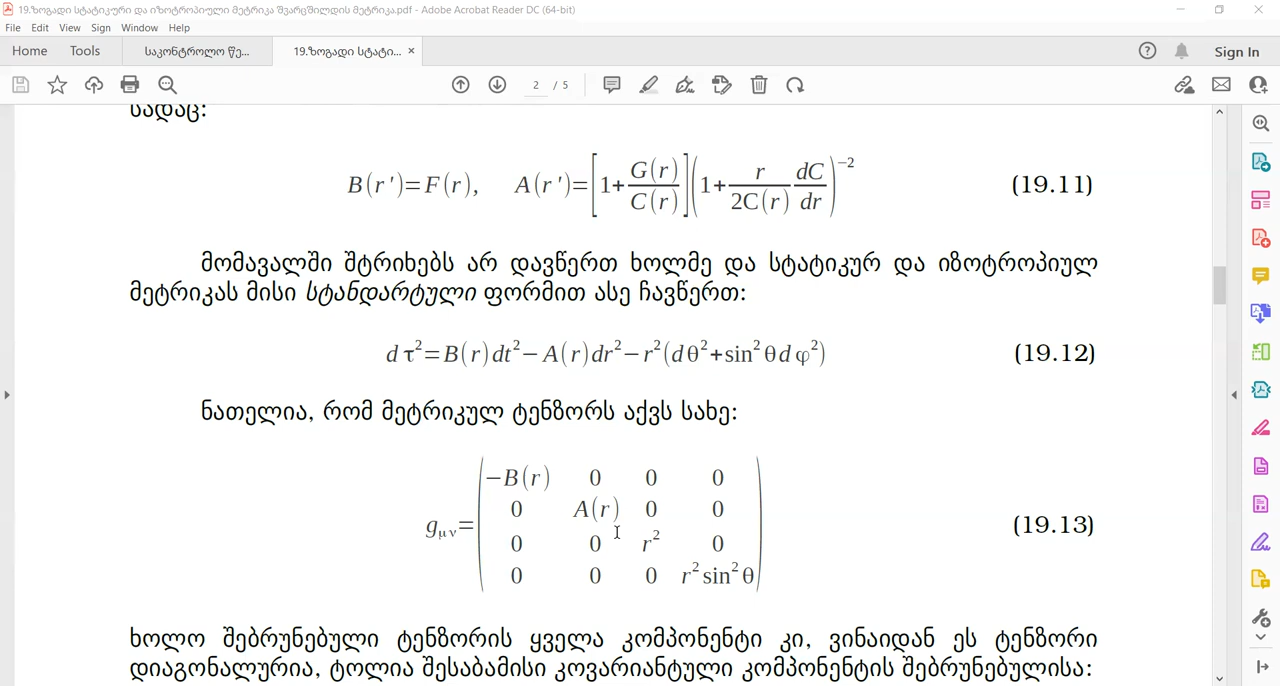 19.ზოგადი სტატიკური და იზოტროპიული მეტრიკა შვარცშილდის მეტრიკა.pdf - Adobe Acrobat Reader DC (64-bit)
File Edit View Sign Window Help
Home Tools საკონტროლო წე... 19.ზოგადი სტატი... × Sign In
2 / 5
სადაც:
B(r')=F(r), A(r')=[1+G(r)/C(r)](1+r/2C(r) dC/dr)^−2 (19.11)
მომავალში შტრიხებს არ დავწერთ ხოლმე და სტატიკურ და იზოტროპიულ
მეტრიკას მისი სტანდარტული ფორმით ასე ჩავწერთ:
dτ²=B(r)dt²−A(r)dr²−r²(dθ²+sin²θdφ²) (19.12)
ნათელია, რომ მეტრიკულ ტენზორს აქვს სახე:
−B(r) 0 0 0
0 A(r) 0 0
g_μν= (19.13)
0 0 r² 0
0 0 0 r²sin²θ
ხოლო შებრუნებული ტენზორის ყველა კომპონენტი კი, ვინაიდან ეს ტენზორი
დიაგონალურია, ტოლია შესაბამისი კოვარიანტული კომპონენტის შებრუნებულისა: